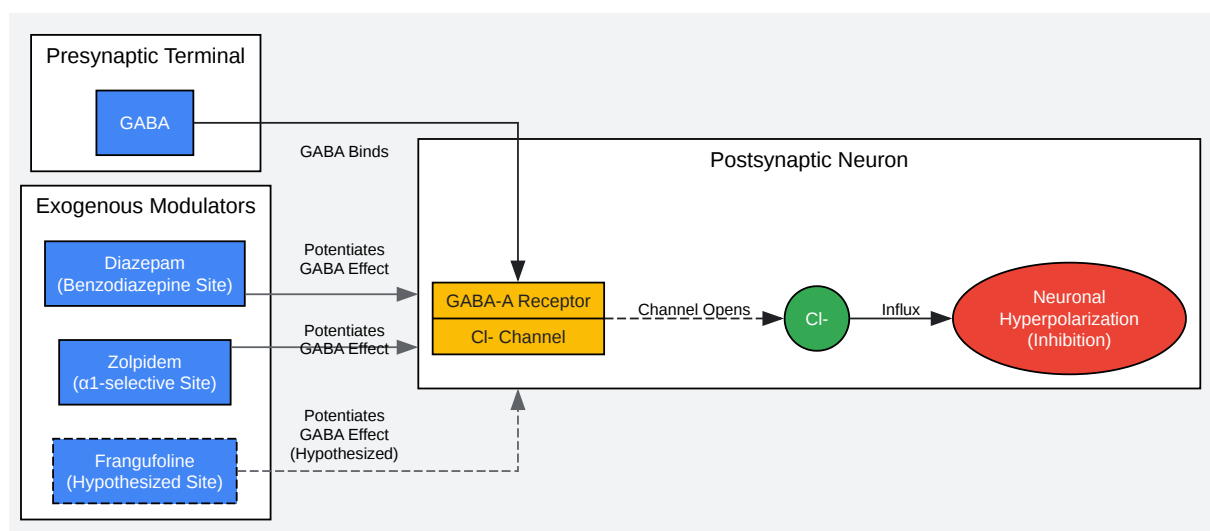 Presynaptic Terminal
GABA
GABA Binds
Exogenous Modulators
Diazepam
(Benzodiazepine Site)
Potentiates
GABA Effect
Zolpidem
(α1-selective Site)
Potentiates
GABA Effect
Frangufoline
(Hypothesized Site)
Potentiates
GABA Effect
(Hypothesized)
Postsynaptic Neuron
GABA-A Receptor
Cl- Channel
Channel Opens
Cl-
Influx
Neuronal
Hyperpolarization
(Inhibition)